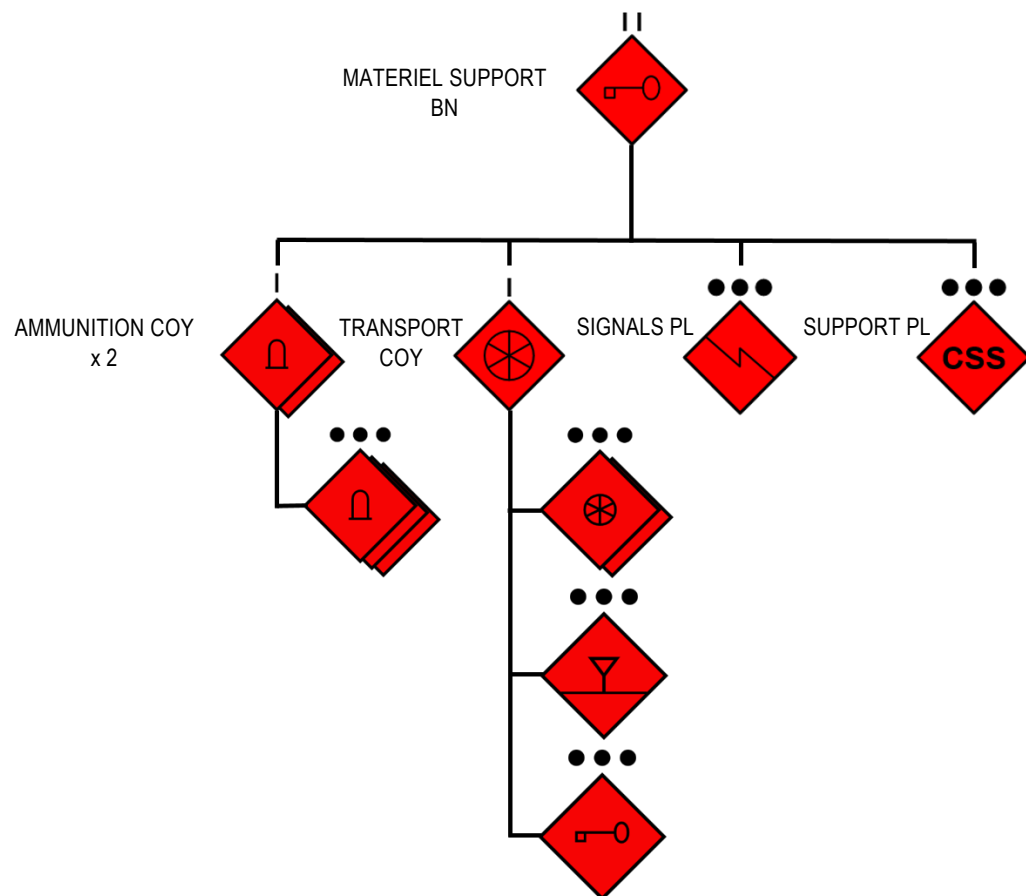 MATERIEL SUPPORT
BN
AMMUNITION COY
x 2
TRANSPORT
COY
SIGNALS PL
SUPPORT PL
CSS